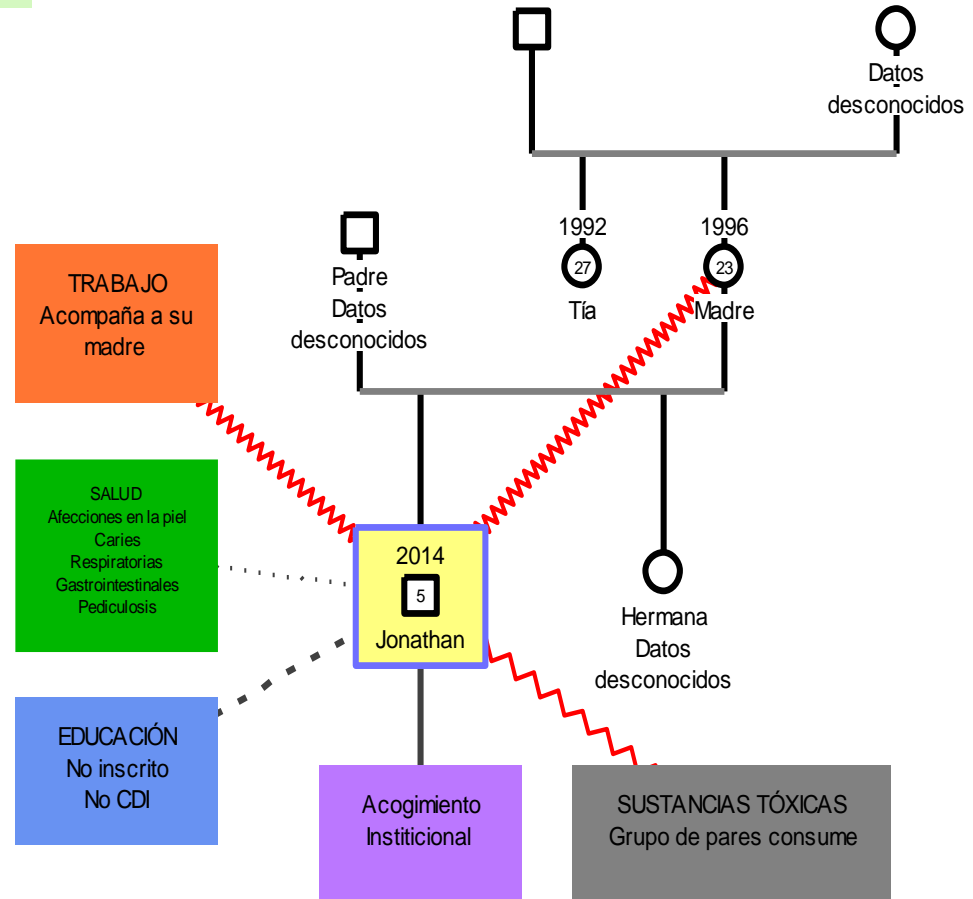 Datos
desconocidos
1992
27
Tía
1996
23
Madre
Padre
Datos
desconocidos
TRABAJO
Acompaña a su
madre
SALUD
Afecciones en la piel
Caries
Respiratorias
Gastrointestinales
Pediculosis
2014
5
Jonathan
Hermana
Datos
desconocidos
EDUCACIÓN
No inscrito
No CDI
Acogimiento
Institicional
SUSTANCIAS TÓXICAS
Grupo de pares consume